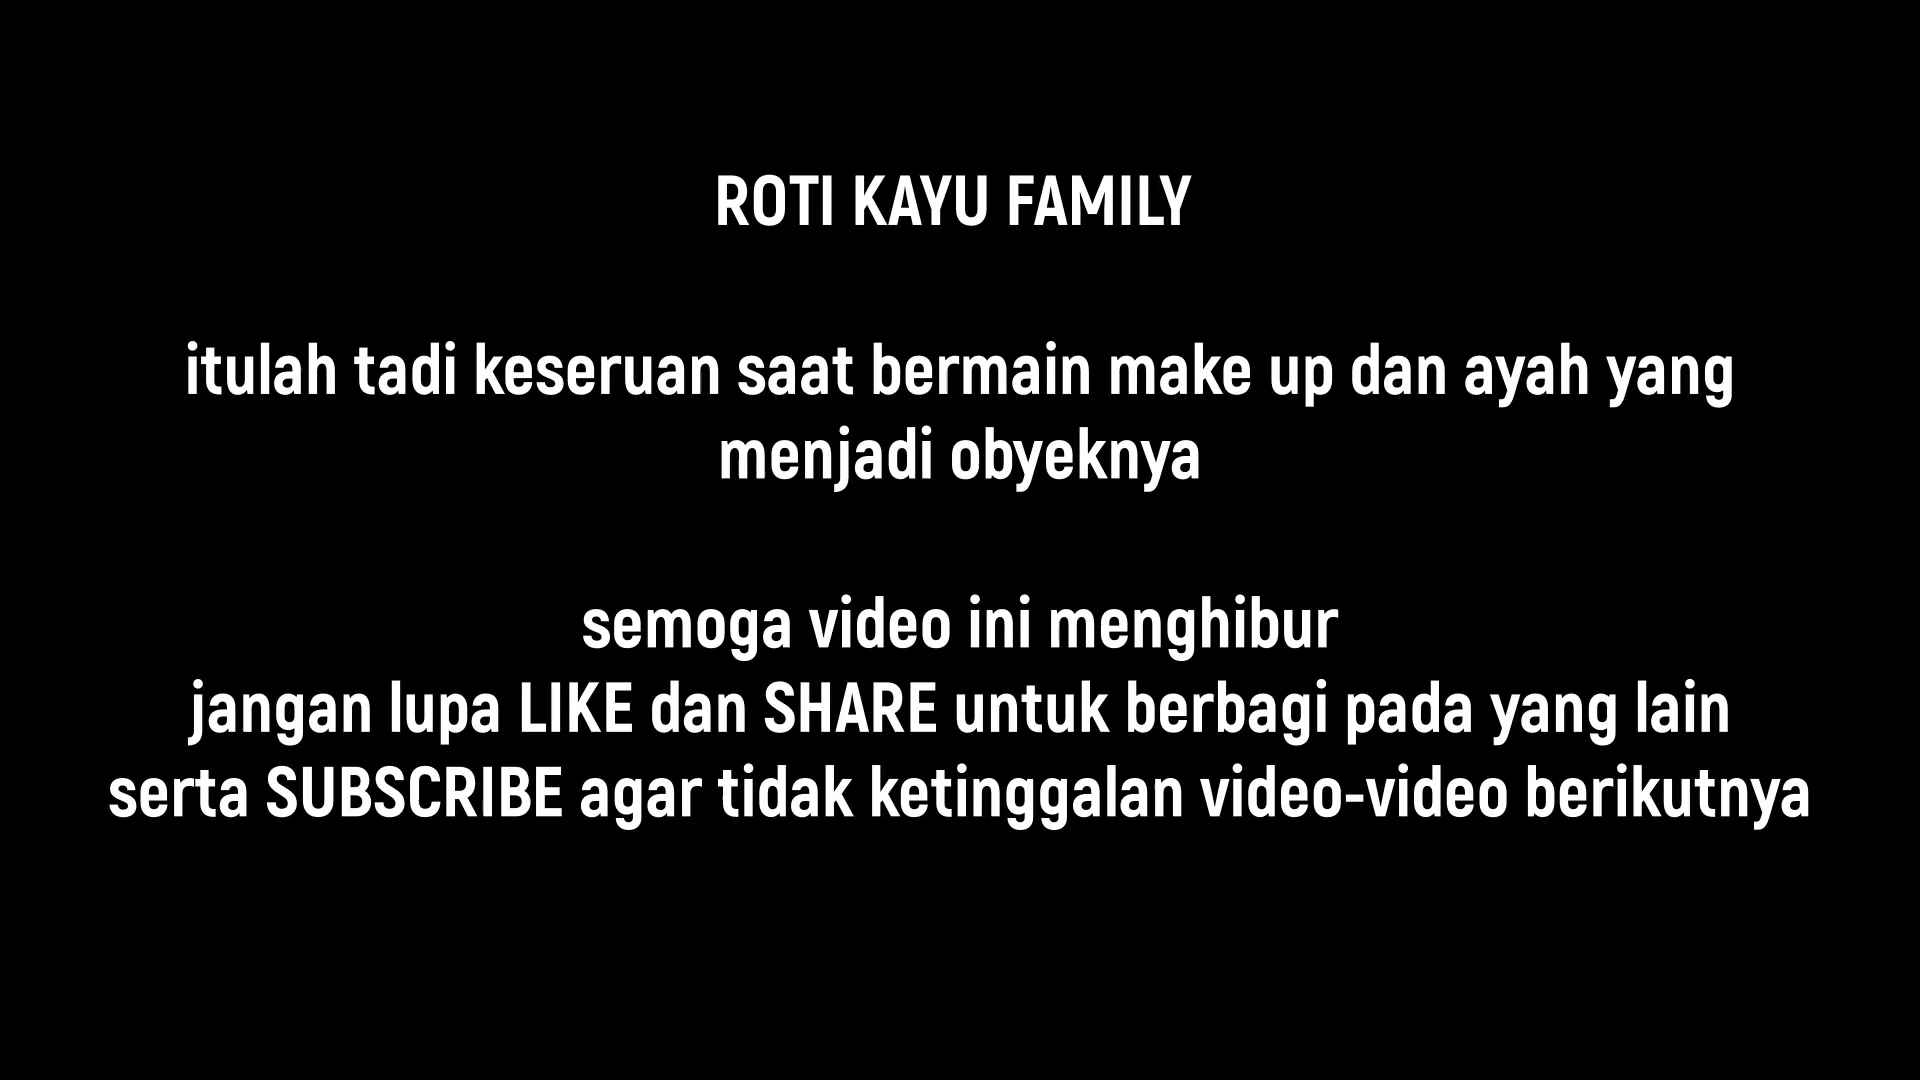 ROTI KAYU FAMILY
itulah tadi keseruan saat bermain make up dan ayah yang
menjadi obyeknya
semoga video ini menghibur
jangan lupa LIKE dan SHARE untuk berbagi pada yang lain
serta SUBSCRIBE agar tidak ketinggalan video-video berikutnya